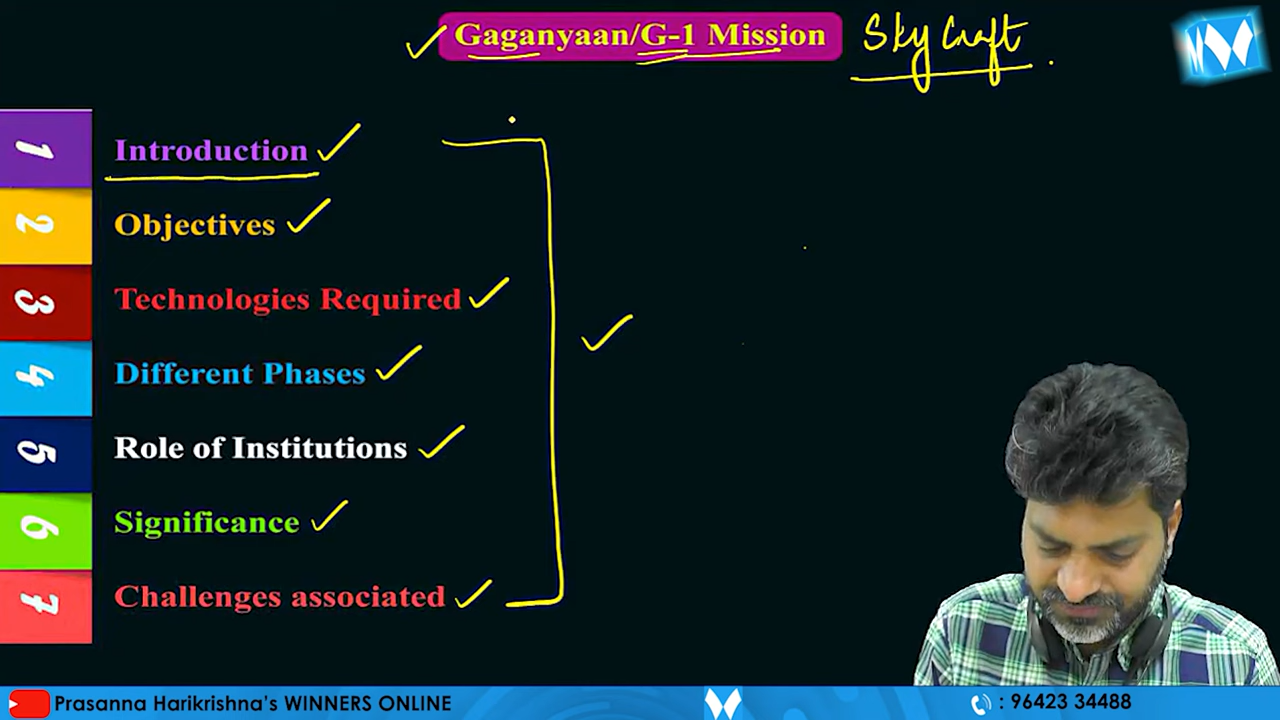 Gaganyaan/G-1 Mission Sky Craft
W
1 Introduction
2 Objectives
3 Technologies Required
4 Different Phases
5 Role of Institutions
6 Significance
7 Challenges associated
Prasanna Harikrishna's WINNERS ONLINE
W
: 96423 34488